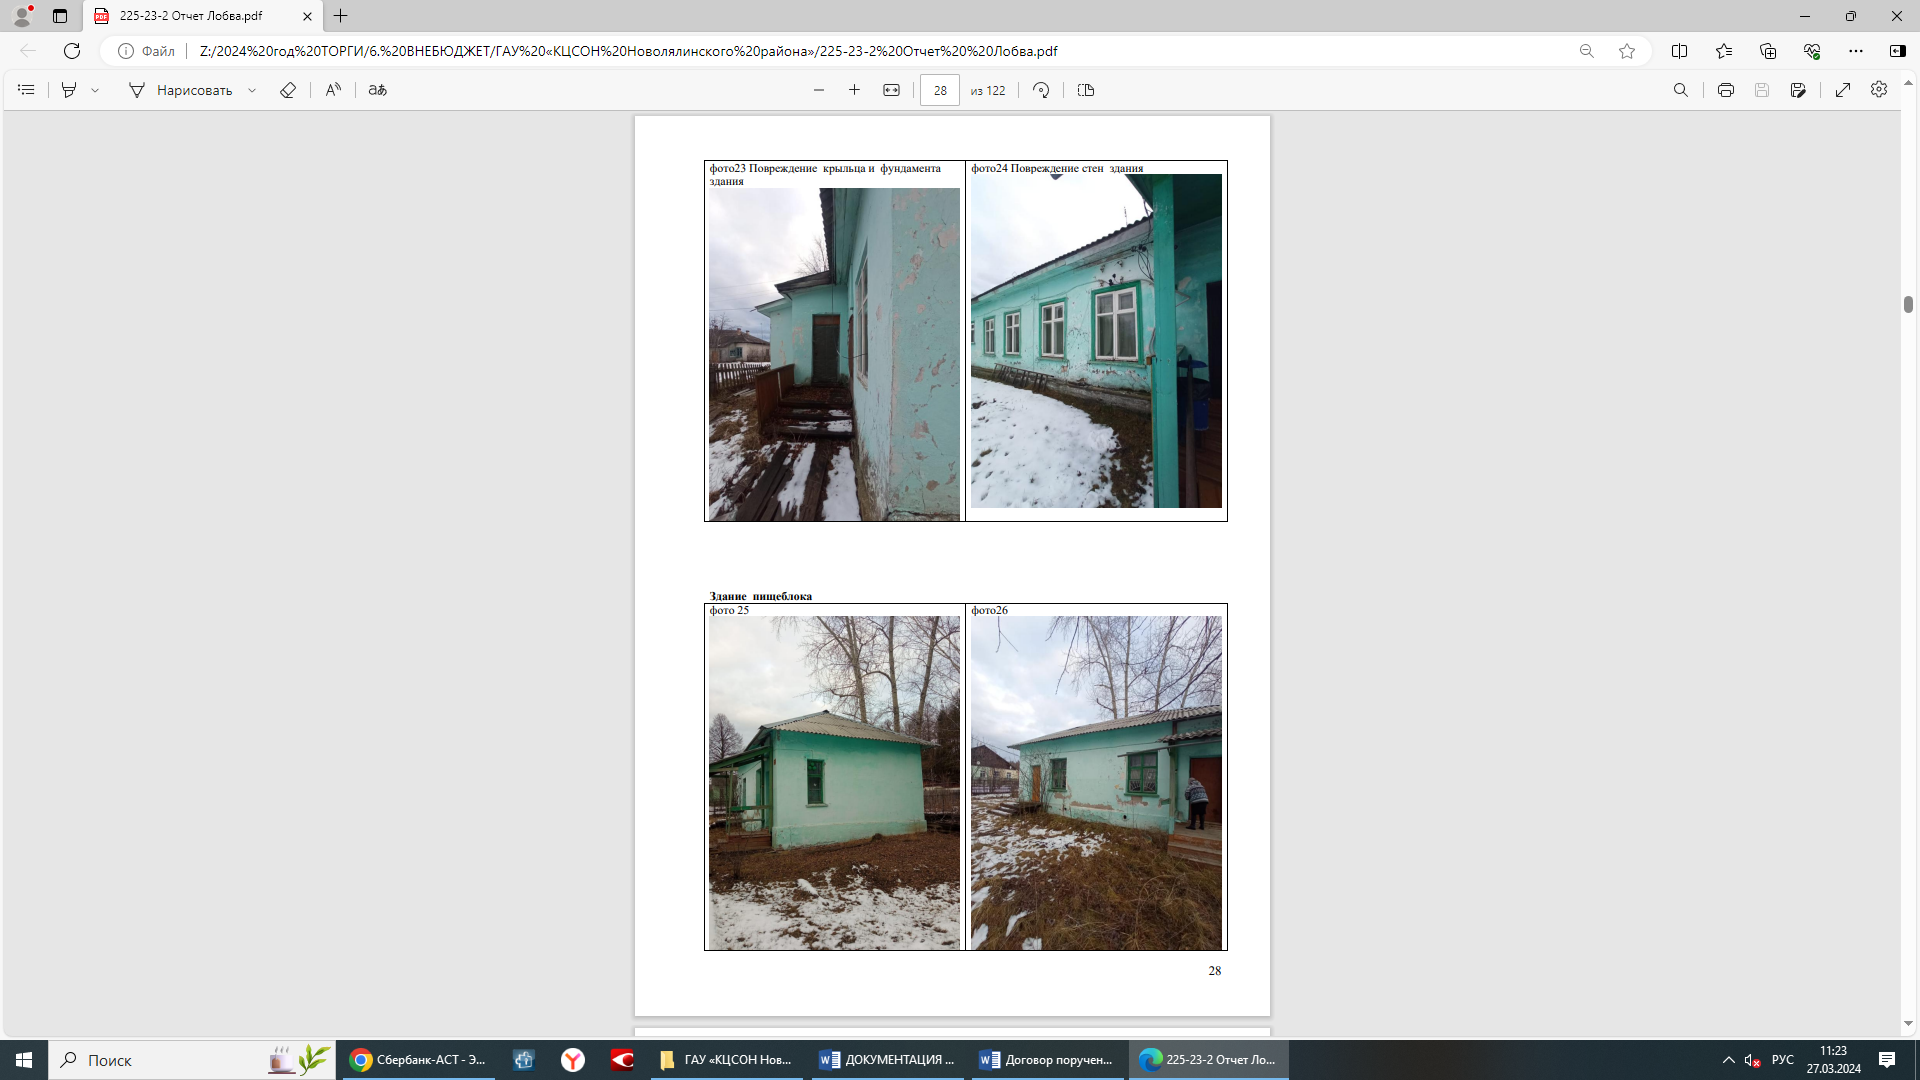 225-23-2 Отчет Лобва.pdf
Файл
Z:/2024%20год%20ТОРГИ/6.%20ВНЕБЮДЖЕТ/ГАУ%20«КЦСОН%20Новолялинского%20района»/225-23-2%20Отчет%20%20Лобва.pdf
Нарисовать
аあ
28 из 122
фото23 Повреждение крыльца и фундамента
здания
фото24 Повреждение стен здания
Здание пищеблока
фото 25
фото26
28
Поиск
Сбербанк-АСТ - Э...
ГАУ «КЦСОН Нов...
ДОКУМЕНТАЦИЯ ...
Договор поручен...
225-23-2 Отчет Ло...
РУС
11:23
27.03.2024